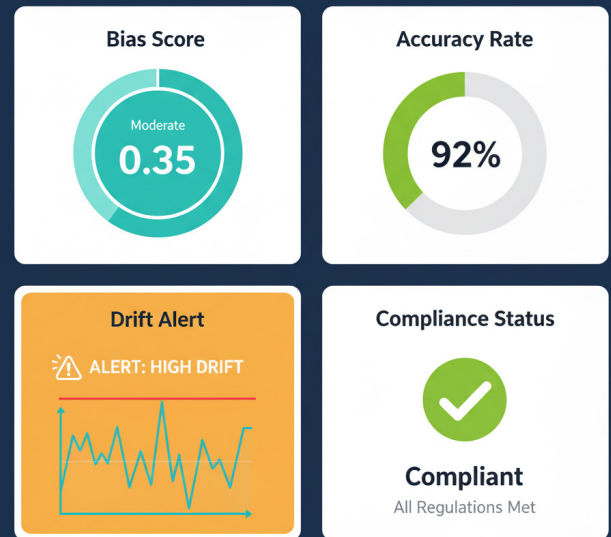 Bias Score
Moderate
0.35
Accuracy Rate
92%
Drift Alert
ALERT: HIGH DRIFT
Compliance Status
Compliant
All Regulations Met